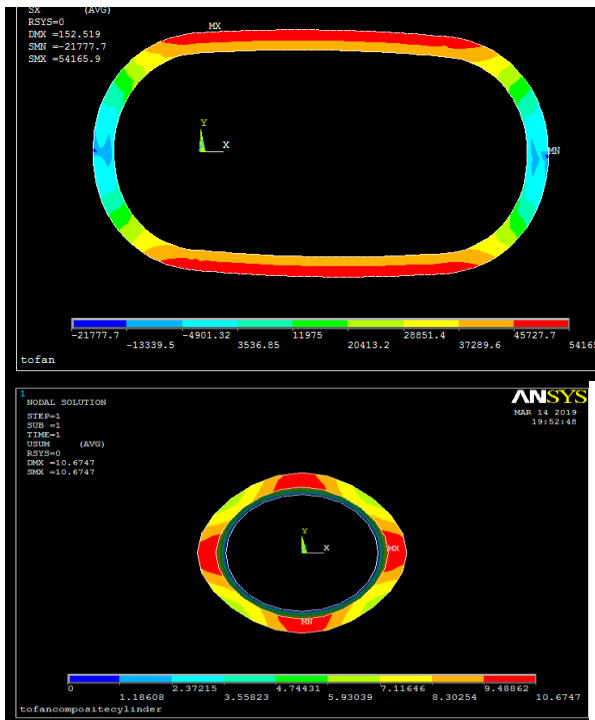 SX (AVG)
RSYS=0
DMX =152.519
SMN =-21777.7
SMX =54165.9
MX
Y
X
MN
-21777.7 -4901.32 11975 28851.4 45727.7
-13339.5 3536.85 20413.2 37289.6 54165
tofan
1
NODAL SOLUTION
STEP=1
SUB =1
TIME=1
USUM (AVG)
RSYS=0
DMX =10.6747
SMX =10.6747
ANSYS
MAR 14 2019
19:52:48
Y
X
MX
MN
0 2.37215 4.74431 7.11646 9.48862
1.18608 3.55823 5.93039 8.30254 10.6747
tofancompositecylinder